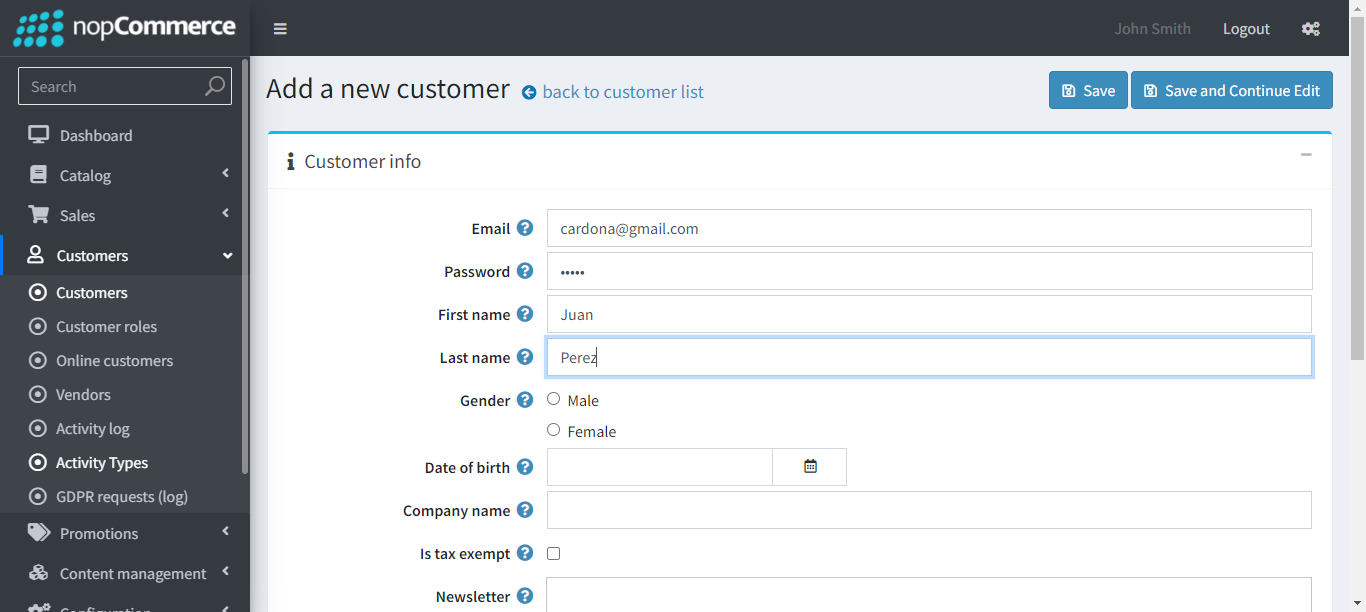 nopCommerce
John Smith
Logout
Search
Add a new customer
back to customer list
Save
Save and Continue Edit
Dashboard
Catalog
Sales
Customers
Customers
Customer roles
Online customers
Vendors
Activity log
Activity Types
GDPR requests (log)
Promotions
Content management
Configuration
Customer info
Email
cardona@gmail.com
Password
•••••
First name
Juan
Last name
Perez
Gender
Male
Female
Date of birth
Company name
Is tax exempt
Newsletter